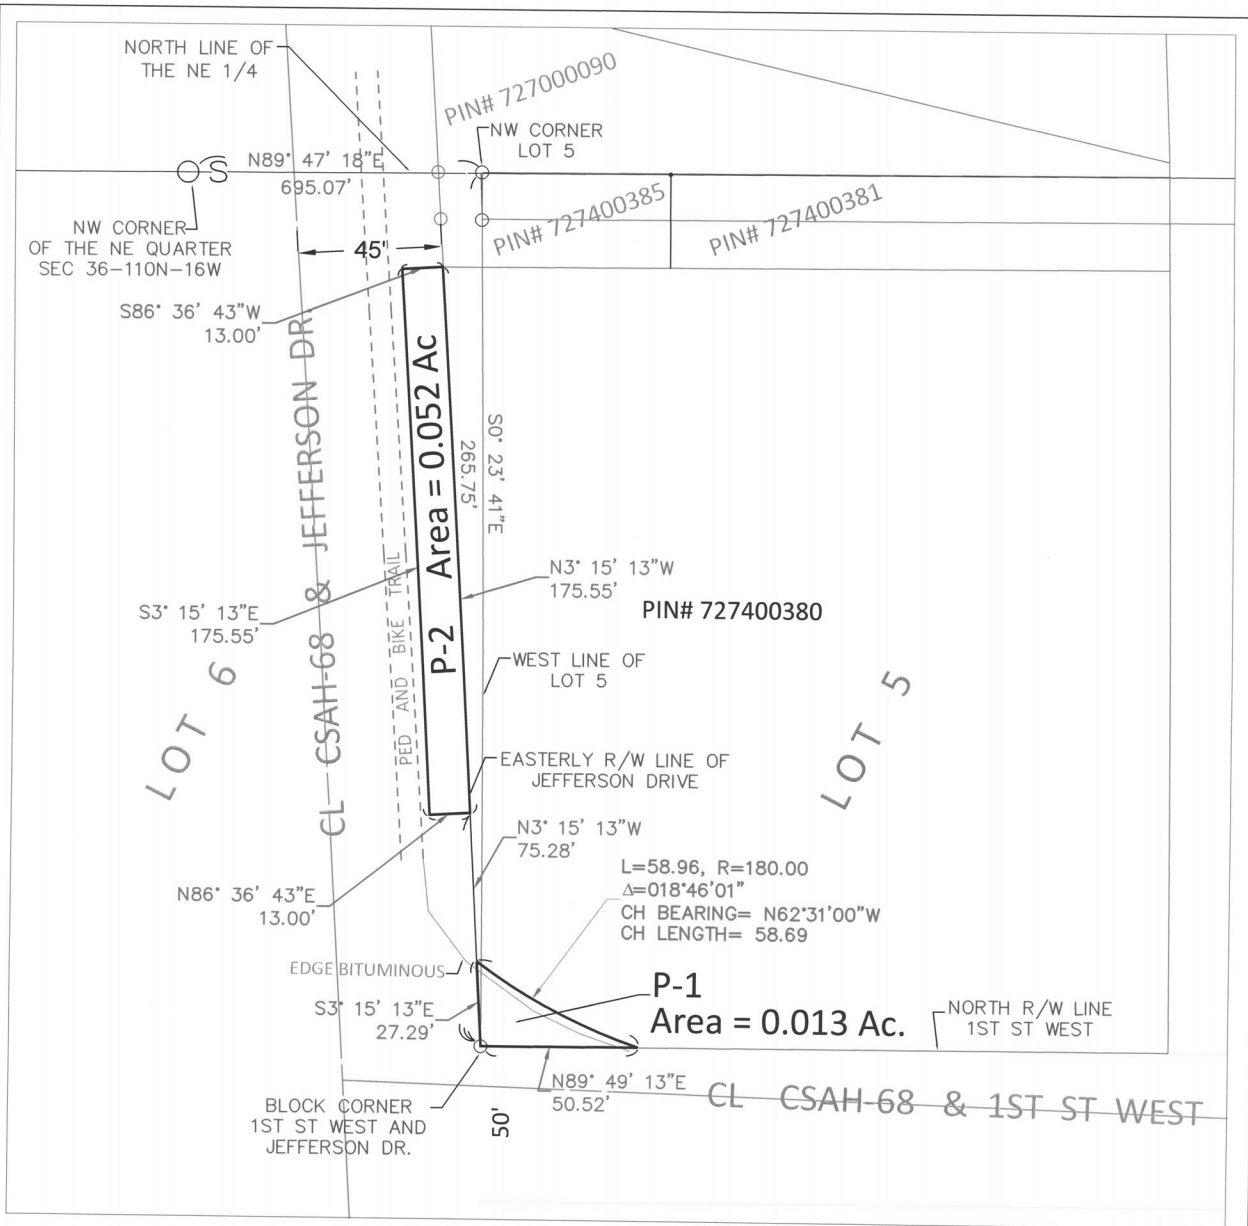 NORTH LINE OF
THE NE 1/4
PIN# 727000090
NW CORNER
LOT 5
S
N89° 47' 18"E
695.07'
PIN# 727400385
PIN# 727400381
NW CORNER
OF THE NE QUARTER
SEC 36-110N-16W
45'
S86° 36' 43"W
13.00'
CL CSAH-68 & JEFFERSON DR.
P-2 Area = 0.052 Ac
S0° 23' 41"E
265.75'
N3° 15' 13"W
175.55'
PIN# 727400380
S3° 15' 13"E
175.55'
PED AND BIKE TRAIL
WEST LINE OF
LOT 5
LOT 6
LOT 5
EASTERLY R/W LINE OF
JEFFERSON DRIVE
N3° 15' 13"W
75.28'
L=58.96, R=180.00
Δ=018°46'01"
CH BEARING= N62°31'00"W
CH LENGTH= 58.69
N86° 36' 43"E
13.00'
EDGE BITUMINOUS
P-1
Area = 0.013 Ac.
S3° 15' 13"E
27.29'
NORTH R/W LINE
1ST ST WEST
N89° 49' 13"E
50.52'
CL CSAH-68 & 1ST ST WEST
BLOCK CORNER
1ST ST WEST AND
JEFFERSON DR.
50'